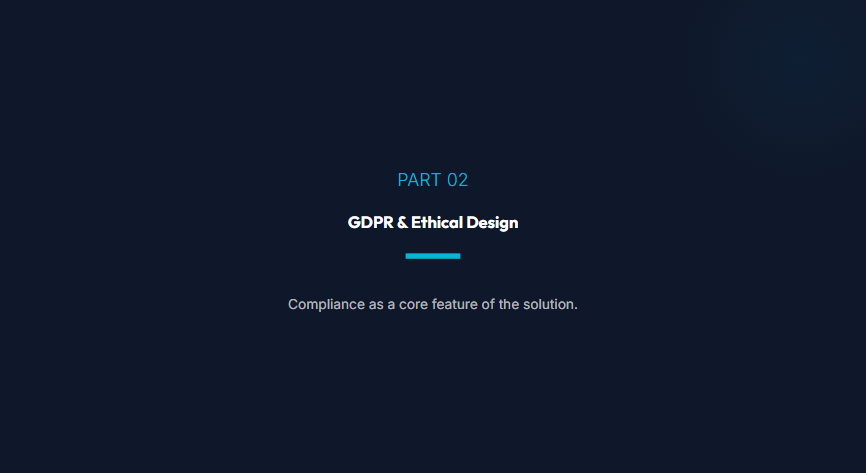 PART 02
GDPR & Ethical Design
Compliance as a core feature of the solution.